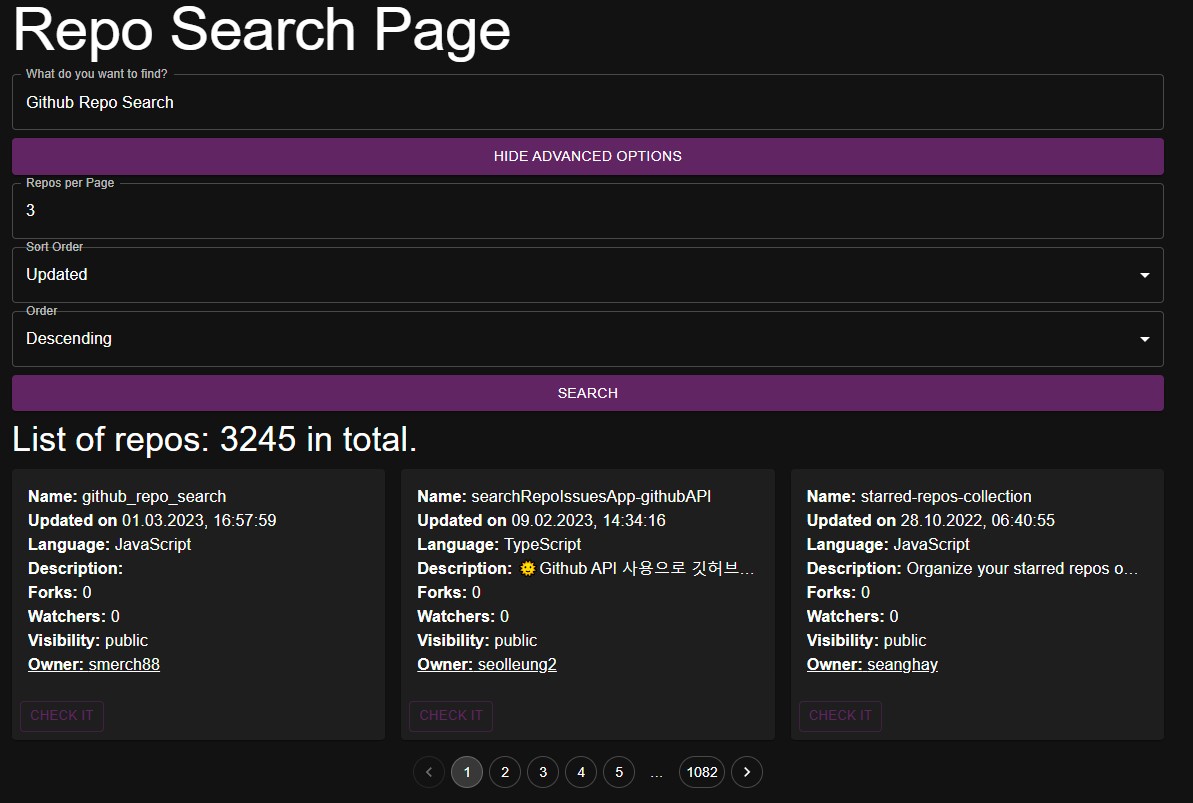 Repo Search Page
What do you want to find?
Github Repo Search
HIDE ADVANCED OPTIONS
Repos per Page
3
Sort Order
Updated
Order
Descending
SEARCH
List of repos: 3245 in total.
Name: github_repo_search
Updated on 01.03.2023, 16:57:59
Language: JavaScript
Description:
Forks: 0
Watchers: 0
Visibility: public
Owner: smerch88
CHECK IT
Name: searchRepoIssuesApp-githubAPI
Updated on 09.02.2023, 14:34:16
Language: TypeScript
Description: 🌞Github API 사용으로 깃허브...
Forks: 0
Watchers: 0
Visibility: public
Owner: seolleung2
CHECK IT
Name: starred-repos-collection
Updated on 28.10.2022, 06:40:55
Language: JavaScript
Description: Organize your starred repos o...
Forks: 0
Watchers: 0
Visibility: public
Owner: seanghay
CHECK IT
1 2 3 4 5 ... 1082